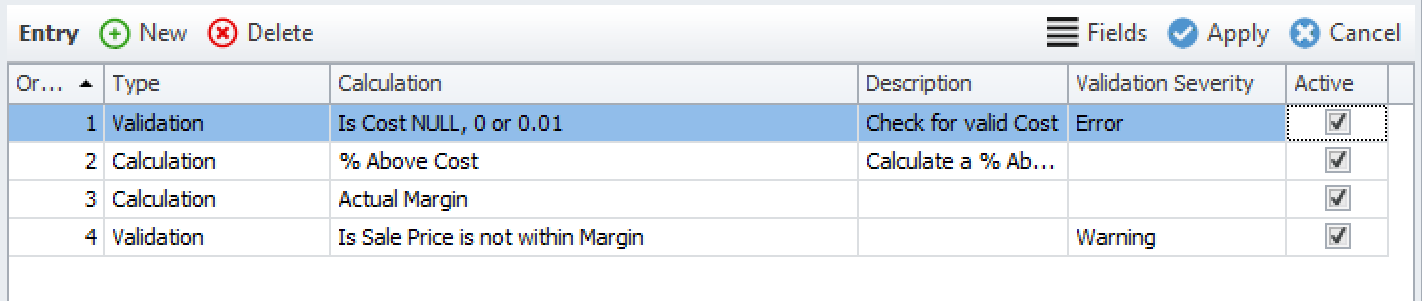 Entry New Delete Fields Apply Cancel
Or... Type Calculation Description Validation Severity Active
1 Validation Is Cost NULL, 0 or 0.01 Check for valid Cost Error
2 Calculation % Above Cost Calculate a % Ab...
3 Calculation Actual Margin
4 Validation Is Sale Price is not within Margin Warning